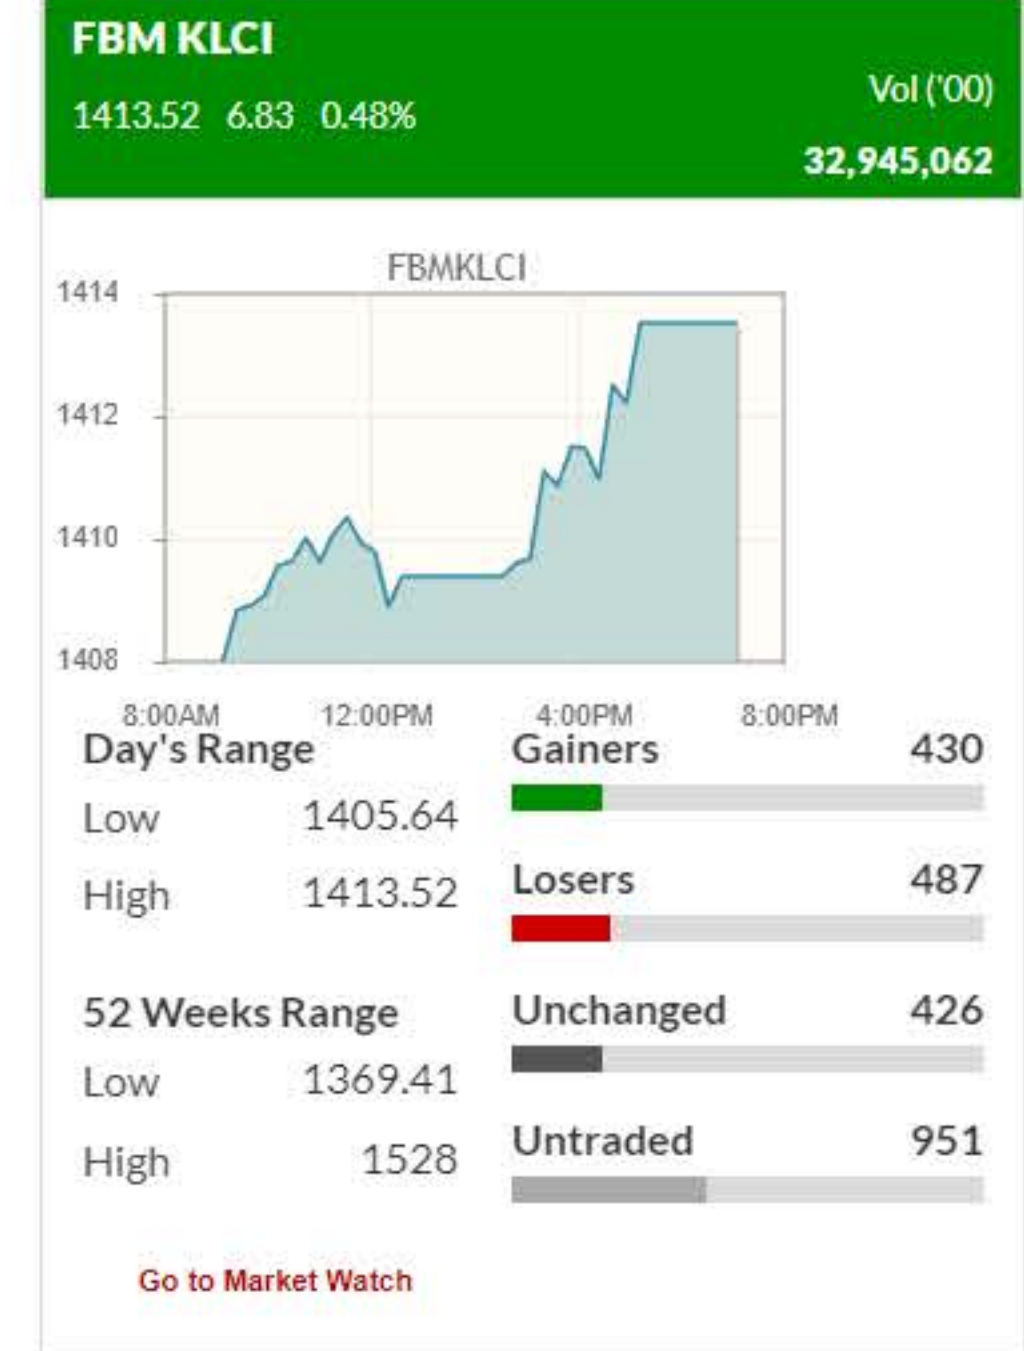 FBM KLCI
1413.52 6.83 0.48%
Vol ('00)
32,945,062
FBMKLCI
1414
1412
1410
1408
8:00AM 12:00PM 4:00PM 8:00PM
Day's Range
Low 1405.64
High 1413.52
52 Weeks Range
Low 1369.41
High 1528
Gainers 430
Losers 487
Unchanged 426
Untraded 951
Go to Market Watch